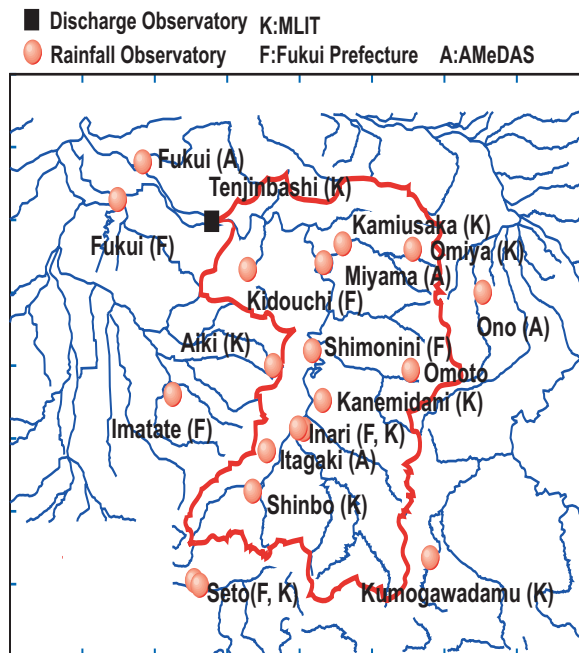 Discharge Observatory K:MLIT
Rainfall Observatory F:Fukui Prefecture A:AMeDAS
Fukui (A)
Tenjinbashi (K)
Fukui (F)
Kamiusaka (K)
Omiya (K)
Miyama (A)
Kidouchi (F)
Ono (A)
Aiki (K)
Shimonini (F)
Omoto
Kanemidani (K)
Imatate (F)
Inari (F, K)
Itagaki (A)
Shinbo (K)
Seto(F, K)
Kumogawadamu (K)